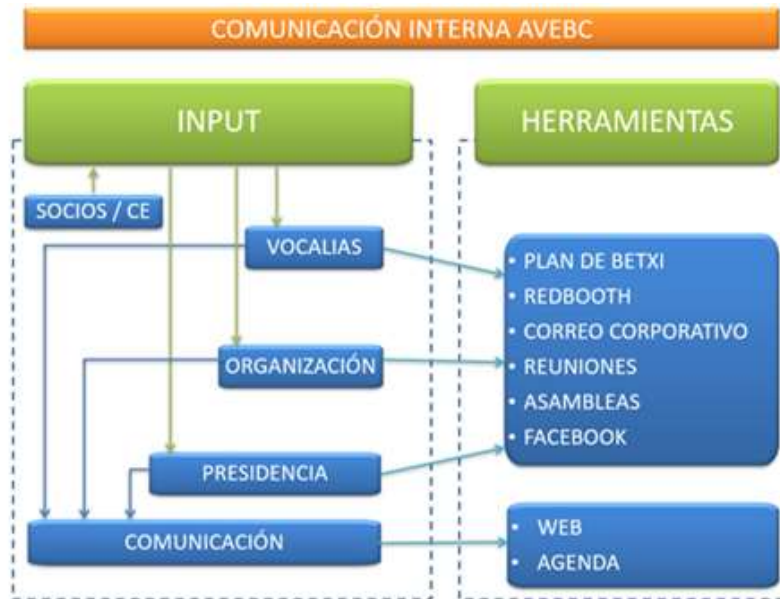 COMUNICACIÓN INTERNA AVEBC
INPUT
HERRAMIENTAS
SOCIOS / CE
VOCALIAS
ORGANIZACIÓN
PRESIDENCIA
COMUNICACIÓN
• PLAN DE BETXI
• REDBOOTH
• CORREO CORPORATIVO
• REUNIONES
• ASAMBLEAS
• FACEBOOK
• WEB
• AGENDA